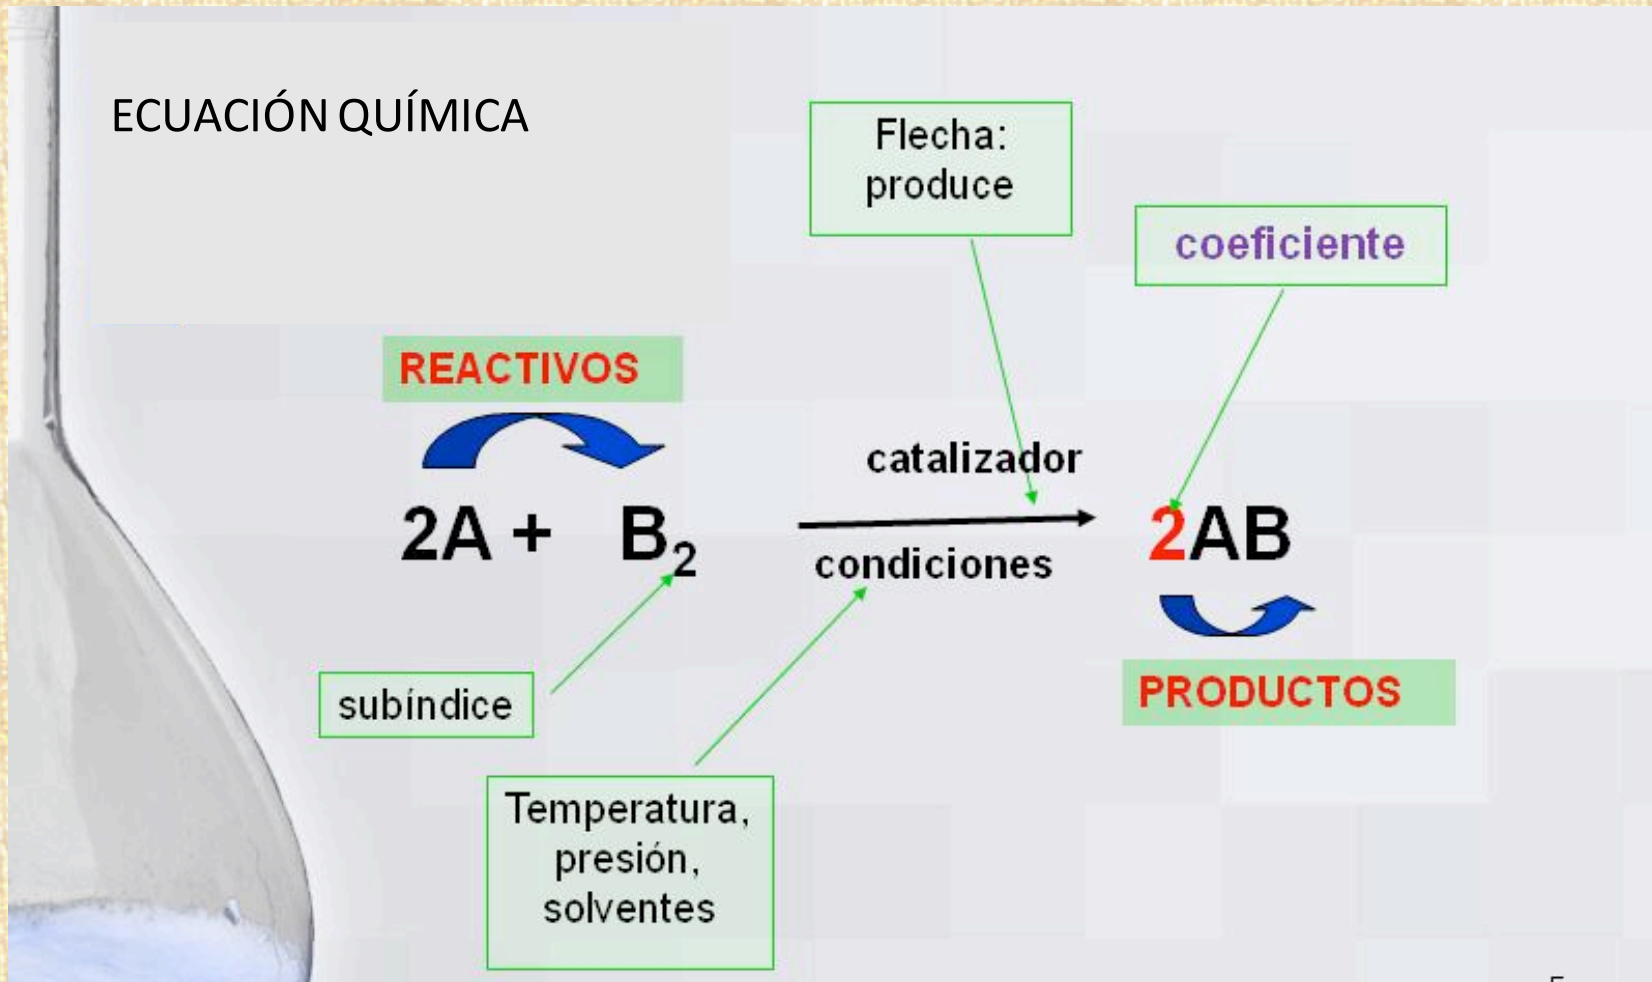 ECUACIÓN QUÍMICA
Flecha:
produce
coeficiente
REACTIVOS
catalizador
2A + B₂
2AB
condiciones
subíndice
PRODUCTOS
Temperatura,
presión,
solventes